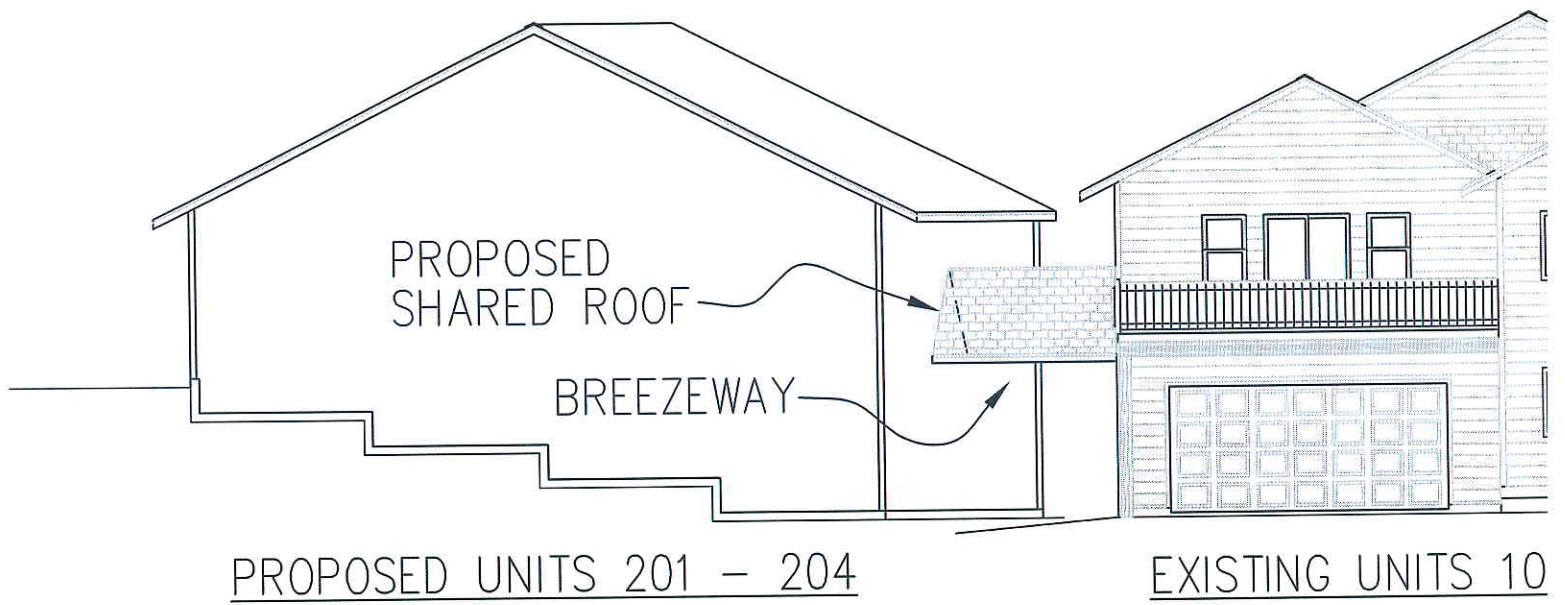 PROPOSED
SHARED ROOF
BREEZEWAY
PROPOSED UNITS 201 - 204
EXISTING UNITS 10